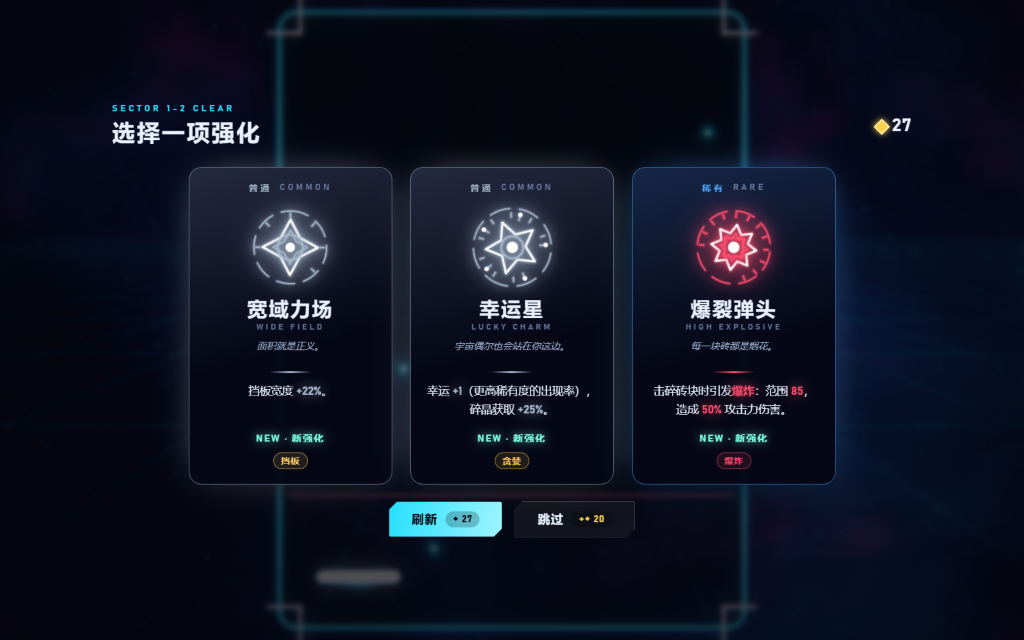 SECTOR 1-2 CLEAR
选择一项强化
27
普通 COMMON
宽域力场
WIDE FIELD
面积就是正义。
挡板宽度 +22%。
NEW · 新强化
挡板
普通 COMMON
幸运星
LUCKY CHARM
宇宙偶尔也会站在你这边。
幸运 +1（更高稀有度的出现率），
碎晶获取 +25%。
NEW · 新强化
贪婪
稀有 RARE
爆裂弹头
HIGH EXPLOSIVE
每一块砖都是烟花。
击碎砖块时引发爆炸：范围 85，
造成 50% 攻击力伤害。
NEW · 新强化
爆炸
刷新 ✦ 27
跳过 ✦+ 20